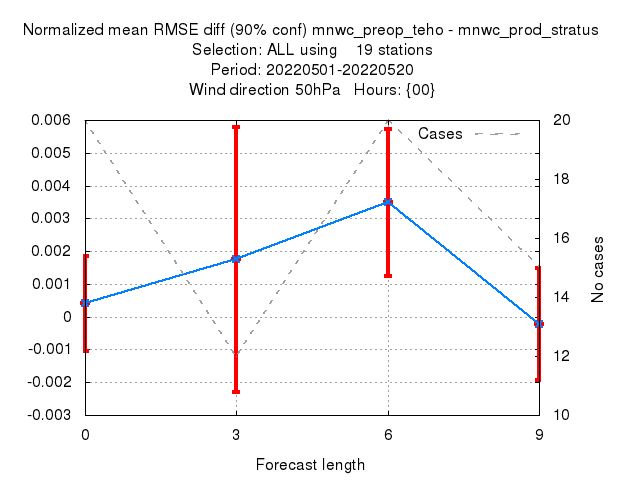 Normalized mean RMSE diff (90% conf) mnwc_preop_teho - mnwc_prod_stratus
Selection: ALL using    19 stations
Period: 20220501-20220520
Wind direction 50hPa   Hours: {00}
0.006
0.005
0.004
0.003
0.002
0.001
0
-0.001
-0.002
-0.003
Cases
20
18
16
14
12
10
No cases
0
3
6
9
Forecast length